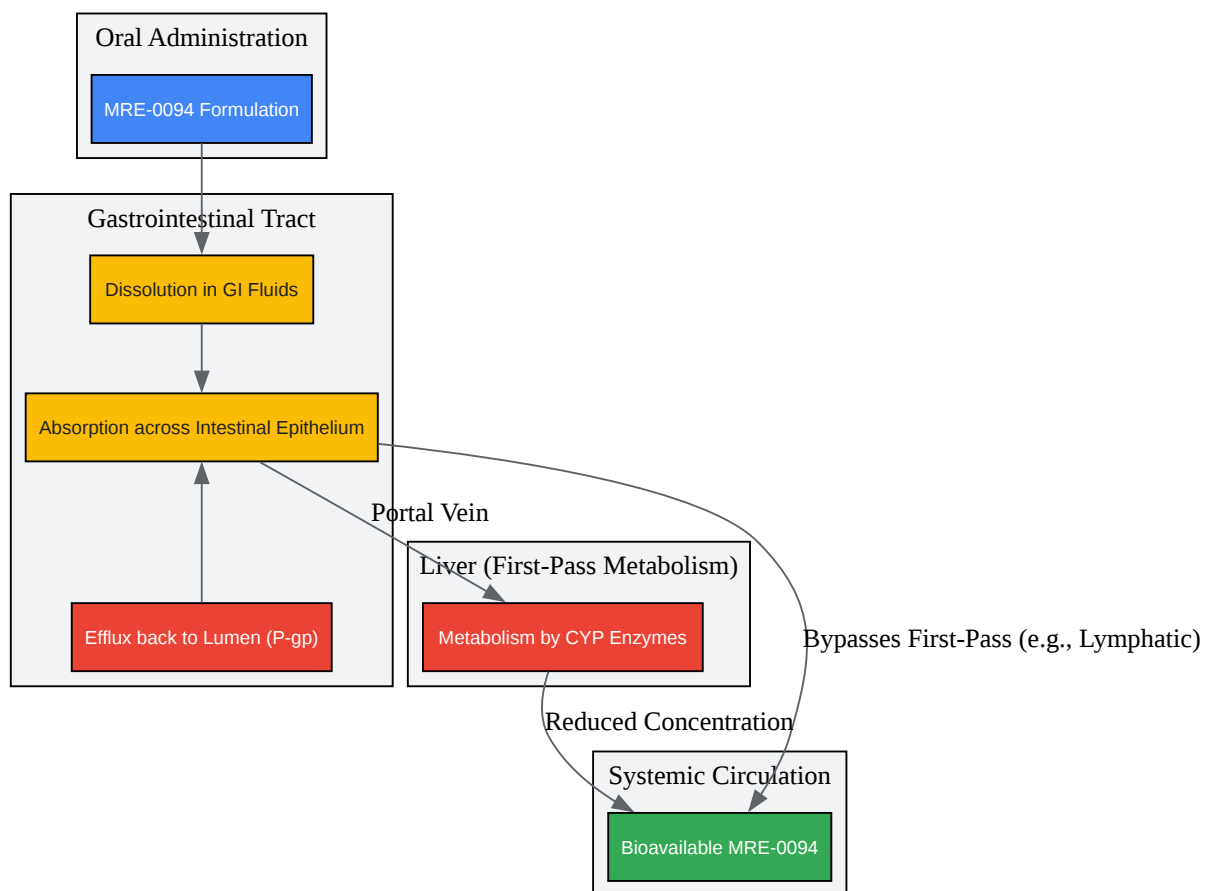 Oral Administration
MRE-0094 Formulation
Gastrointestinal Tract
Dissolution in GI Fluids
Absorption across Intestinal Epithelium
Portal Vein
Liver (First-Pass Metabolism)
Efflux back to Lumen (P-gp)
Metabolism by CYP Enzymes
Bypasses First-Pass (e.g., Lymphatic)
Reduced Concentration
Systemic Circulation
Bioavailable MRE-0094